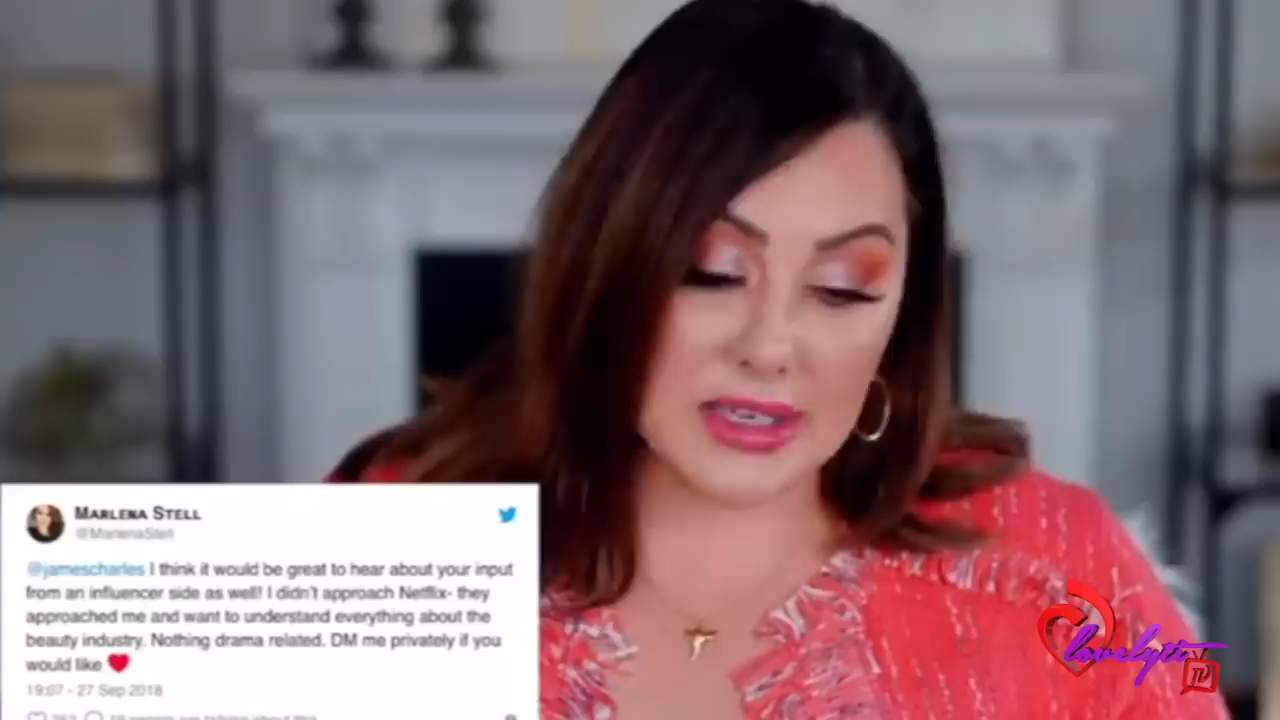 MARLENA STELL
@MarlenaStell
@jamescharles I think it would be great to hear about your input
from an influencer side as well! I didn't approach Netflix- they
approached me and want to understand everything about the
beauty industry. Nothing drama related. DM me privately if you
would like ❤
19:07 - 27 Sep 2018
lovelyti
TV